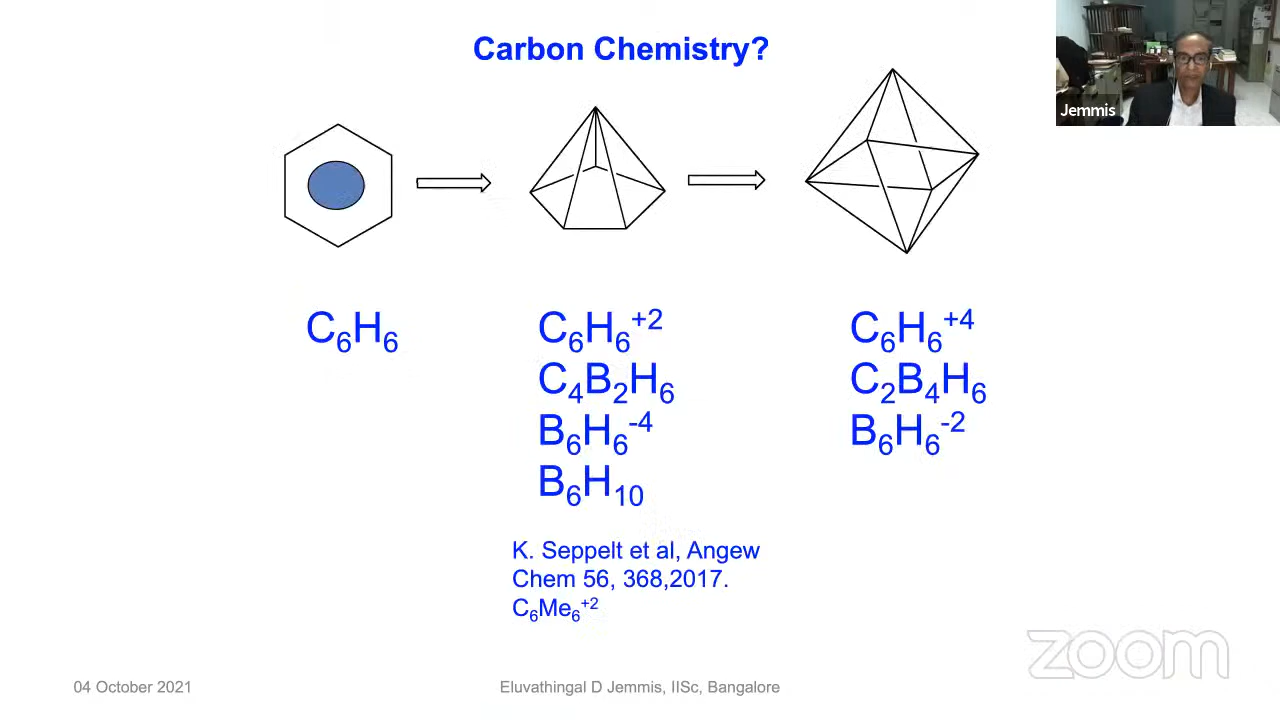 Carbon Chemistry?
Jemmis
C₆H₆
C₆H₆⁺²
C₄B₂H₆
B₆H₆⁻⁴
B₆H₁₀
C₆H₆⁺⁴
C₂B₄H₆
B₆H₆⁻²
K. Seppelt et al, Angew
Chem 56, 368,2017.
C₆Me₆⁺²
zoom
04 October 2021
Eluvathingal D Jemmis, IISc, Bangalore